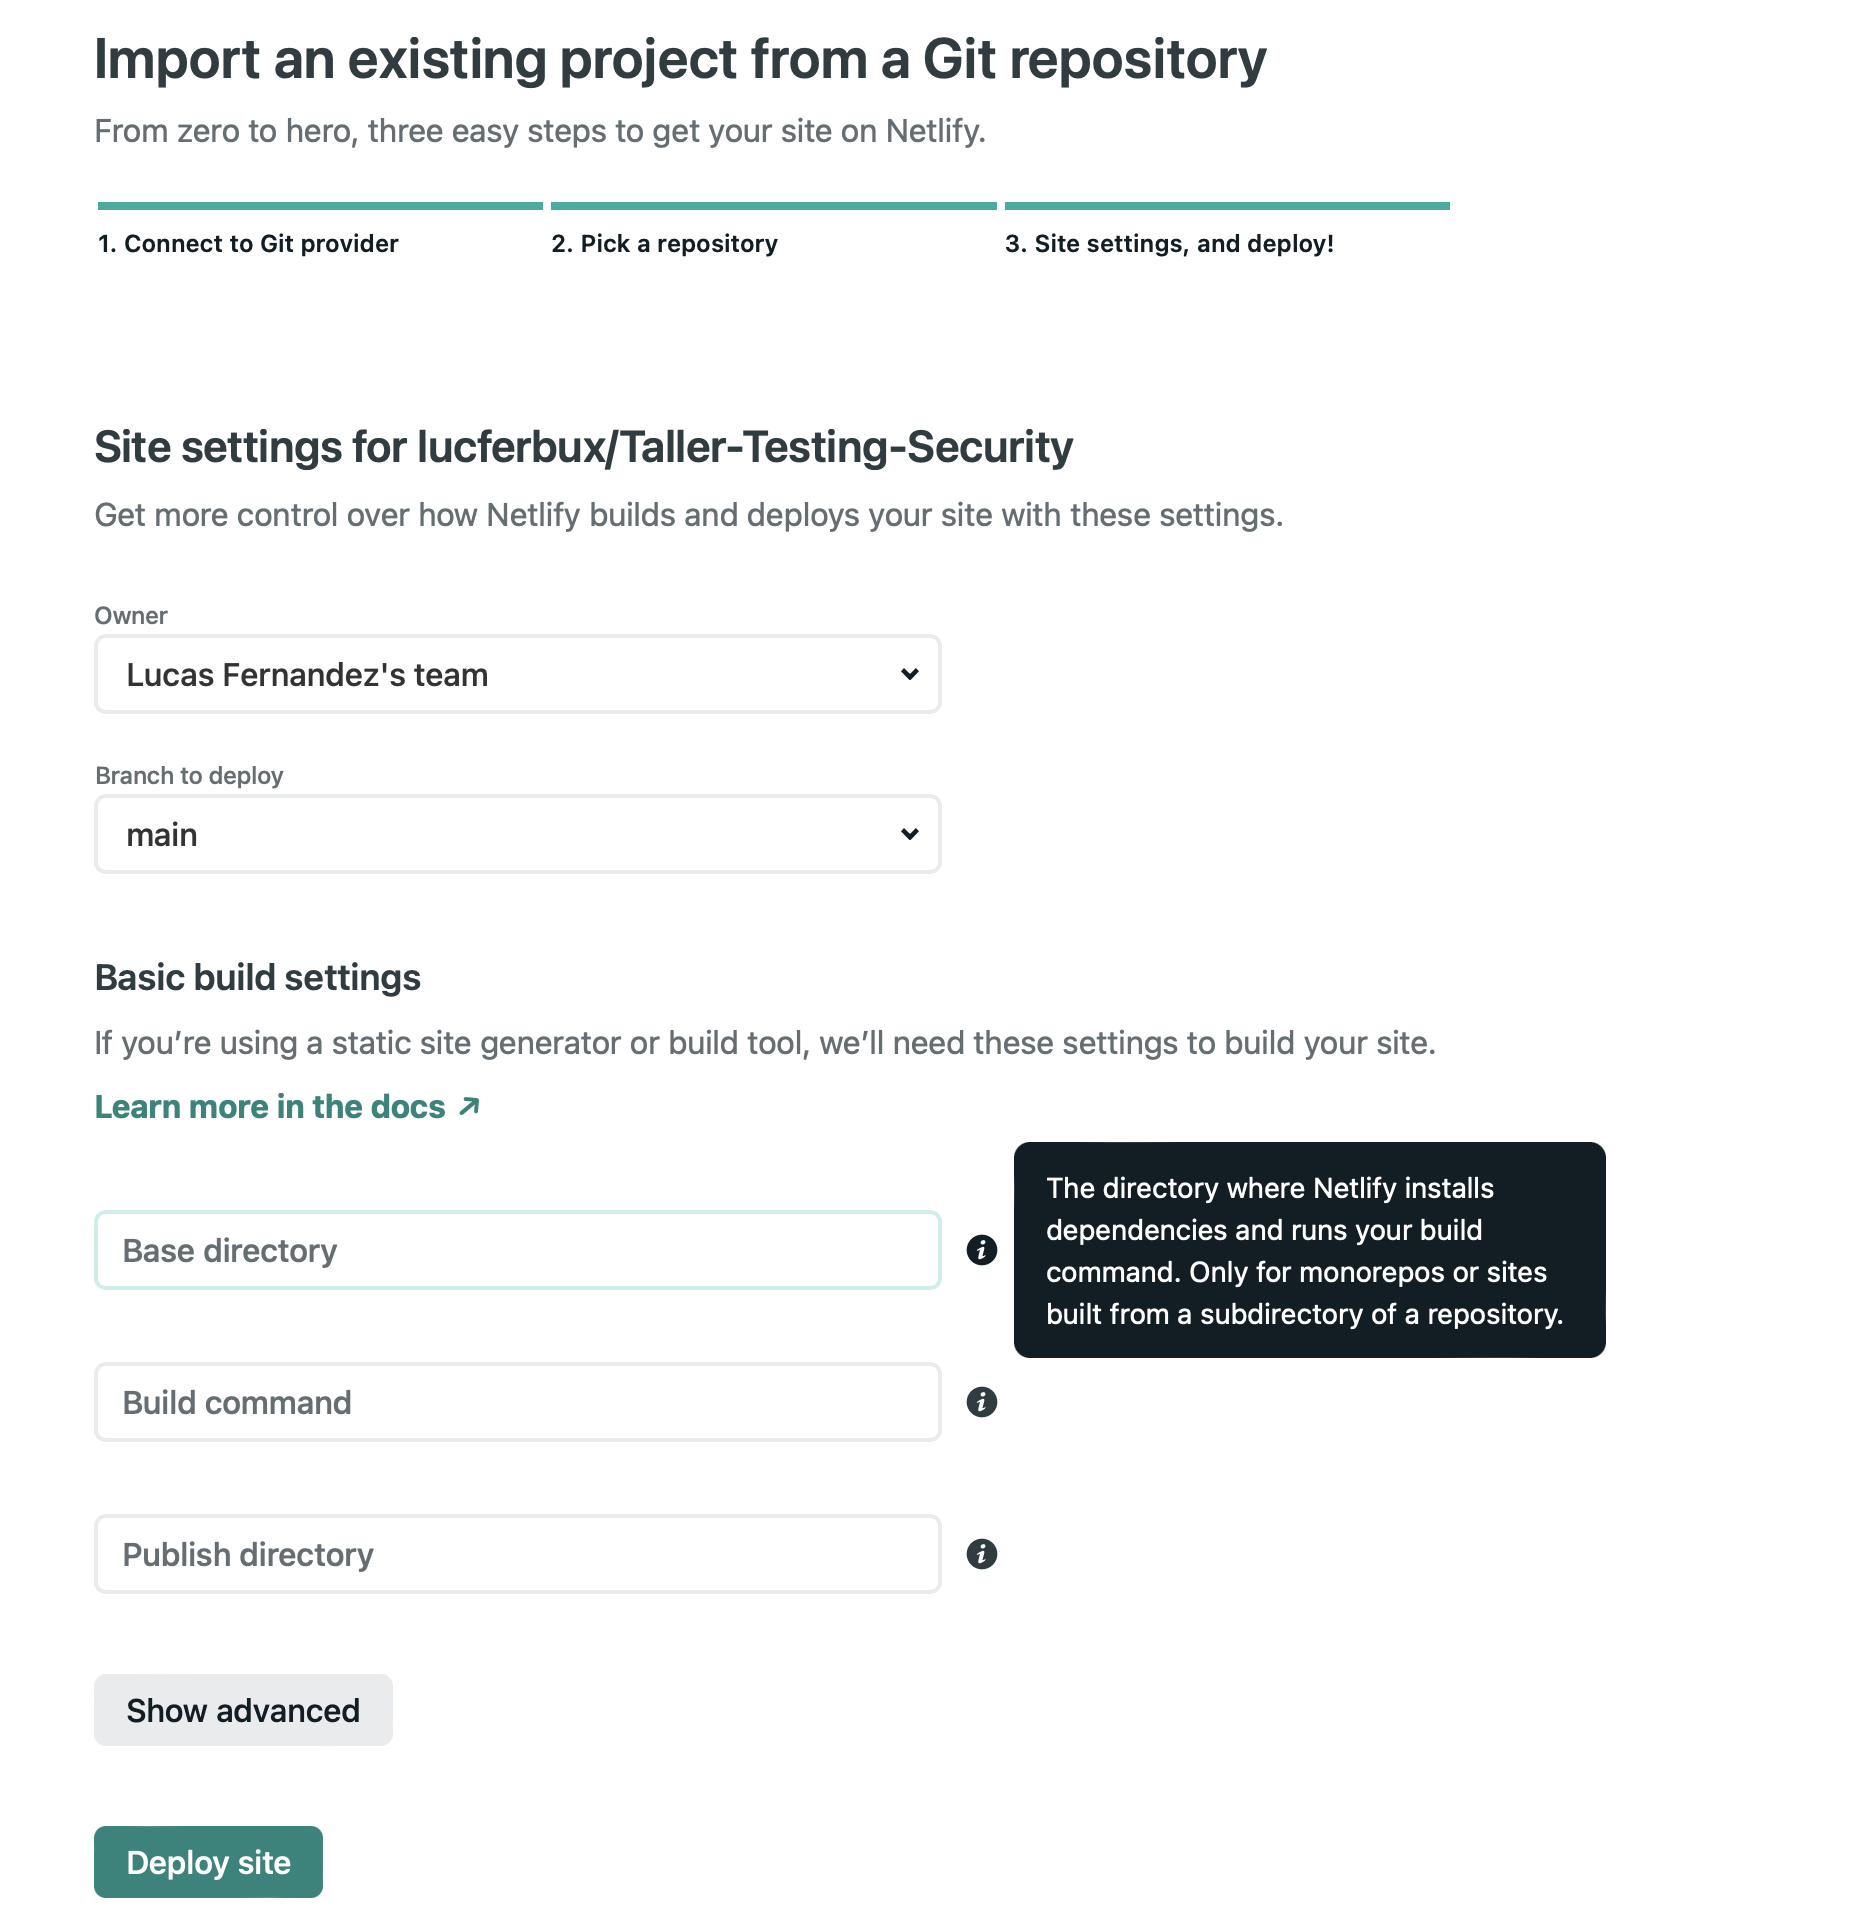 Import an existing project from a Git repository
From zero to hero, three easy steps to get your site on Netlify.
1. Connect to Git provider
2. Pick a repository
3. Site settings, and deploy!
Site settings for lucferbux/Taller-Testing-Security
Get more control over how Netlify builds and deploys your site with these settings.
Owner
Lucas Fernandez's team
Branch to deploy
main
Basic build settings
If you’re using a static site generator or build tool, we’ll need these settings to build your site.
Learn more in the docs ↗
Base directory
The directory where Netlify installs
dependencies and runs your build
command. Only for monorepos or sites
built from a subdirectory of a repository.
Build command
Publish directory
Show advanced
Deploy site